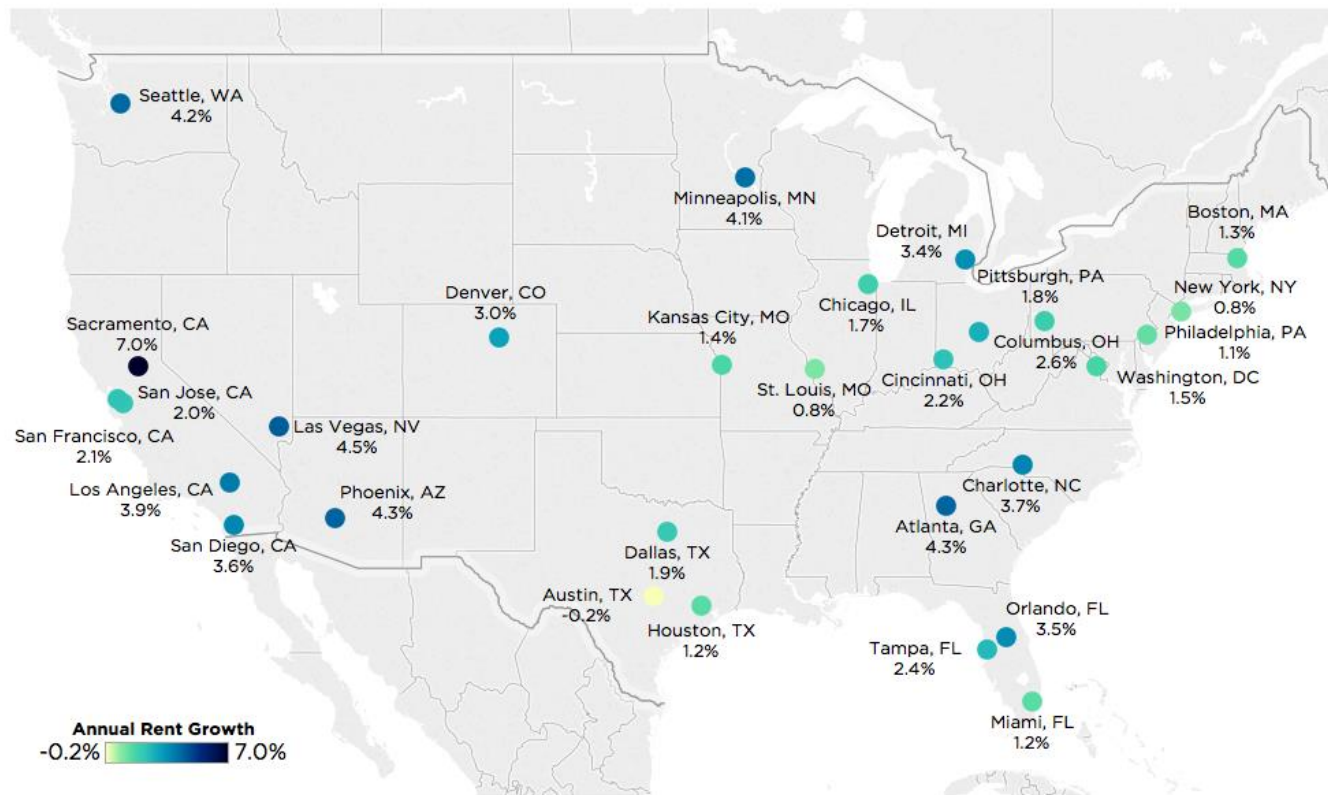 Seattle, WA
4.2%
Minneapolis, MN
4.1%
Boston, MA
1.3%
Detroit, MI
3.4%
Pittsburgh, PA
1.8%
New York, NY
0.8%
Denver, CO
3.0%
Chicago, IL
1.7%
Kansas City, MO
1.4%
Sacramento, CA
7.0%
Philadelphia, PA
1.1%
Columbus, OH
2.6%
Cincinnati, OH
2.2%
Washington, DC
1.5%
St. Louis, MO
0.8%
San Jose, CA
2.0%
San Francisco, CA
2.1%
Las Vegas, NV
4.5%
Los Angeles, CA
3.9%
Phoenix, AZ
4.3%
Charlotte, NC
3.7%
Atlanta, GA
4.3%
San Diego, CA
3.6%
Dallas, TX
1.9%
Austin, TX
-0.2%
Houston, TX
1.2%
Orlando, FL
3.5%
Tampa, FL
2.4%
Miami, FL
1.2%
Annual Rent Growth
-0.2% 7.0%